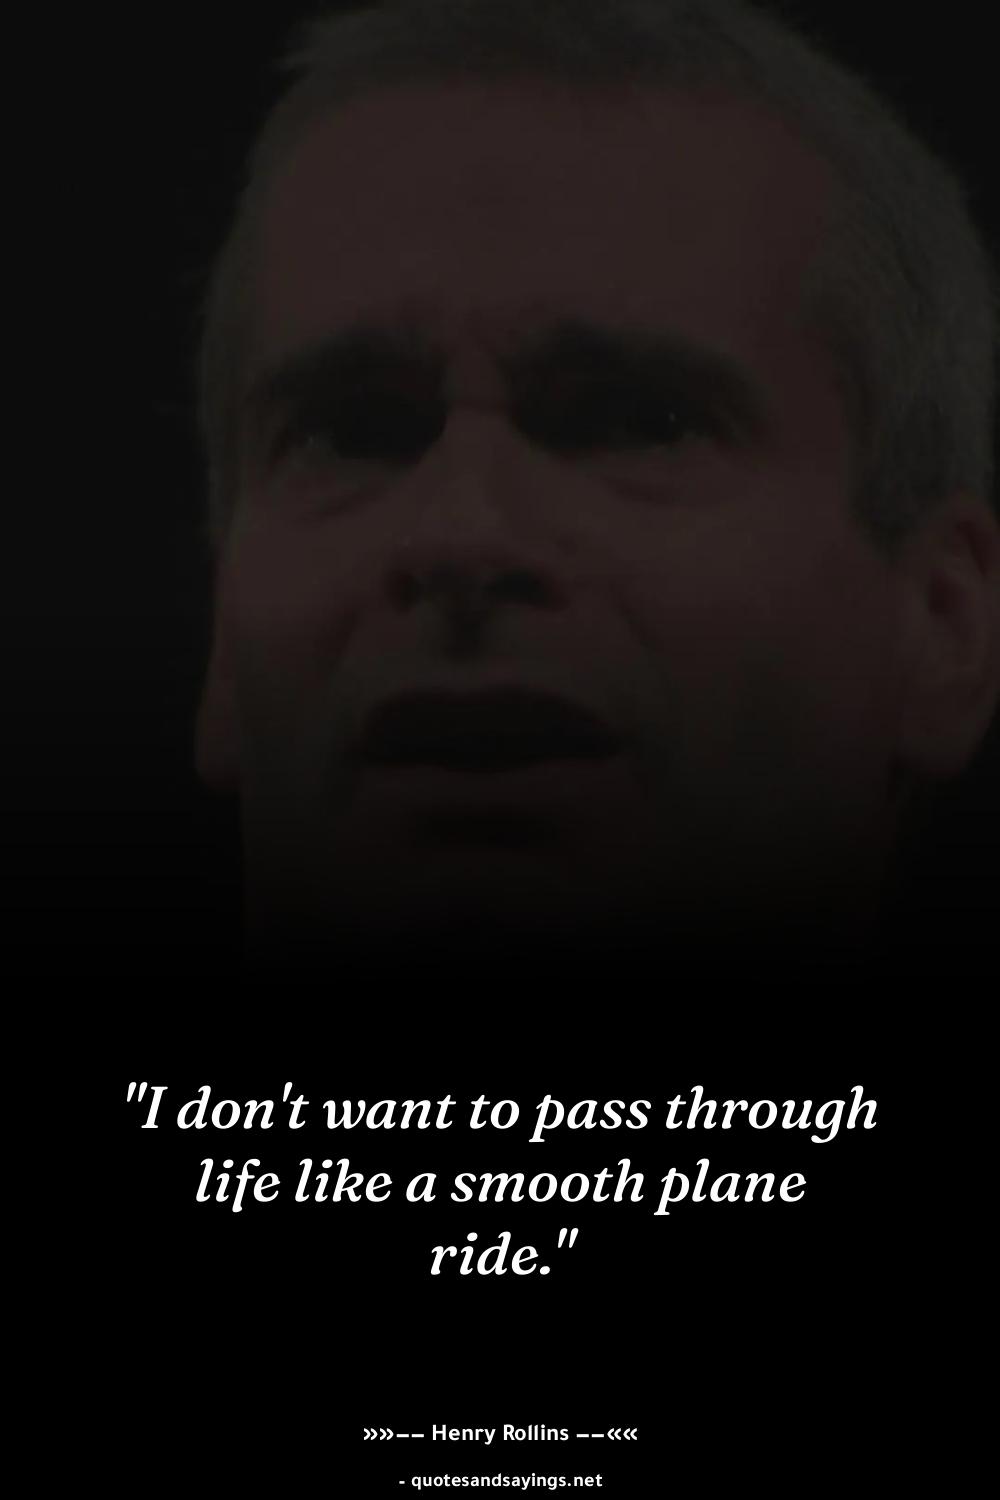 "I don't want to pass through
life like a smooth plane
ride."
»»–– Henry Rollins ––««
- quotesandsayings.net